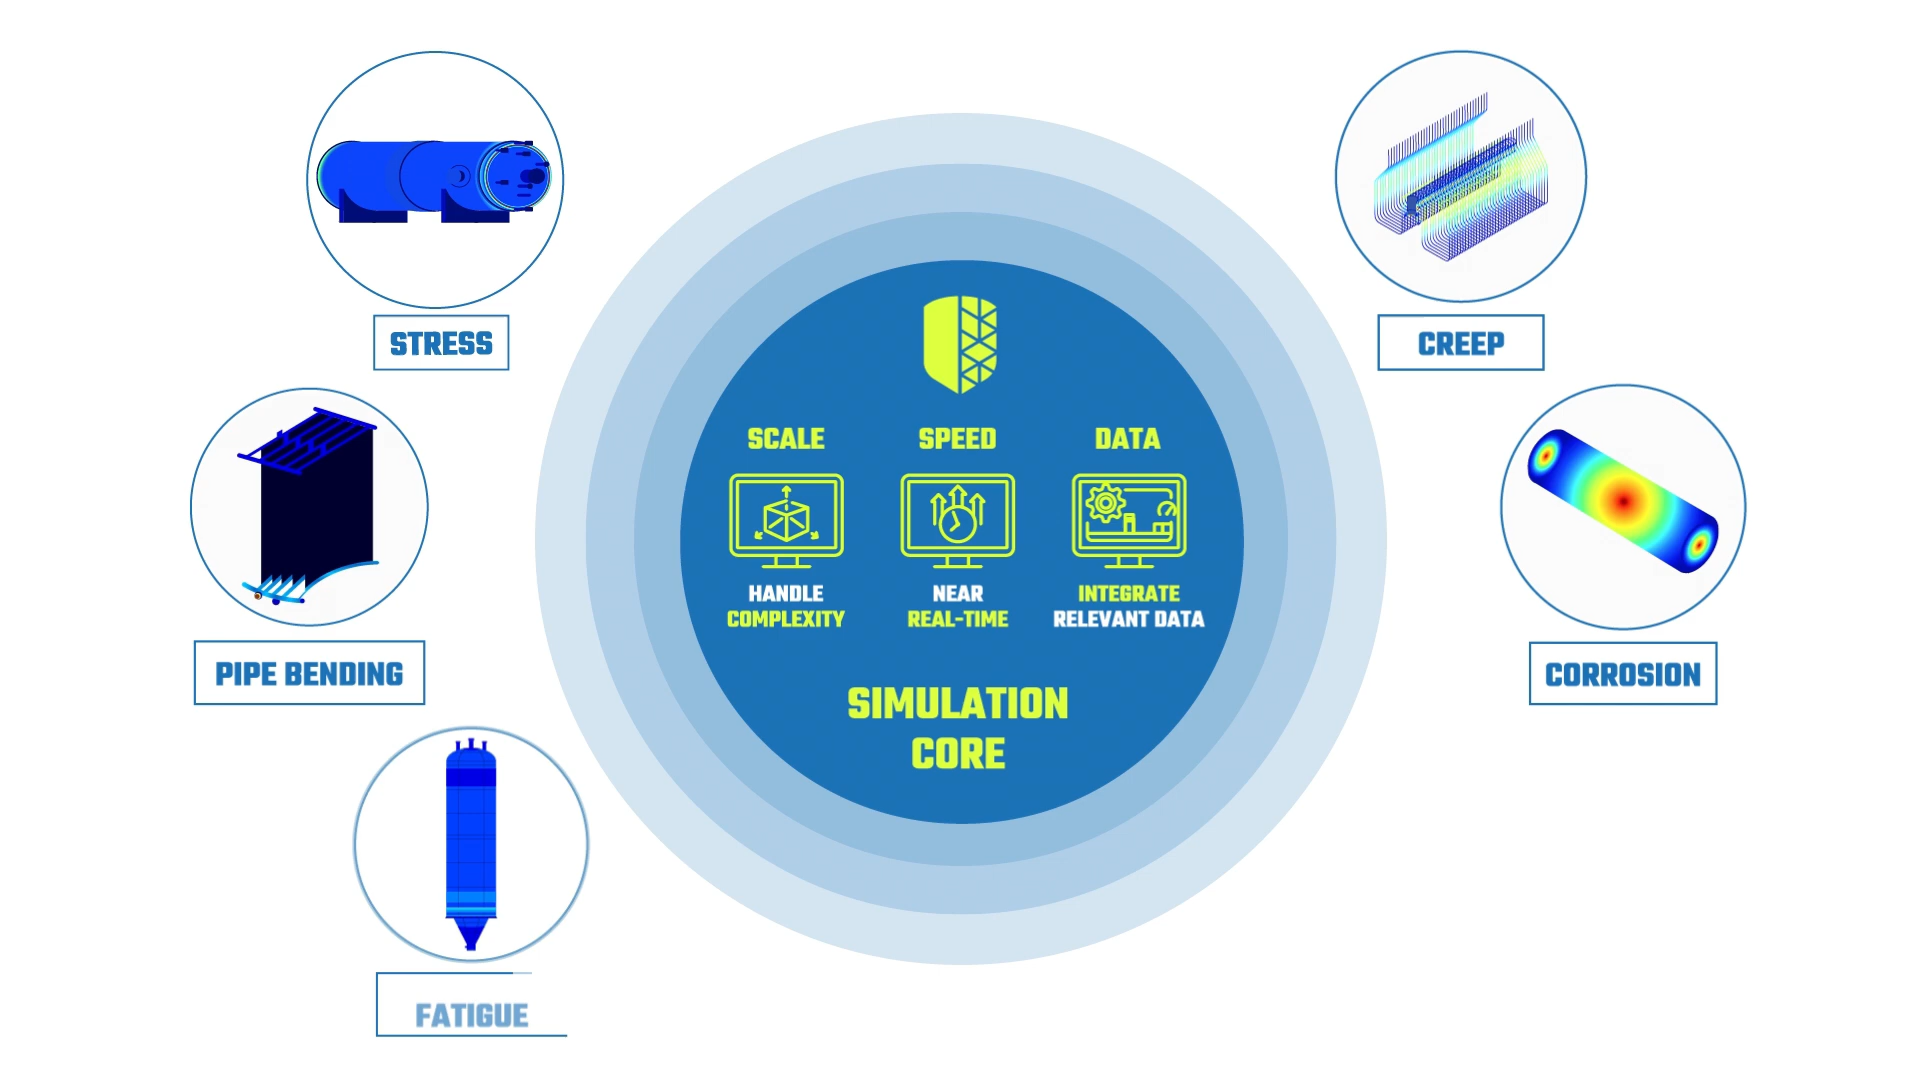 STRESS
PIPE BENDING
FATIGUE
SCALE
SPEED
DATA
HANDLE
COMPLEXITY
NEAR
REAL-TIME
INTEGRATE
RELEVANT DATA
SIMULATION
CORE
CREEP
CORROSION